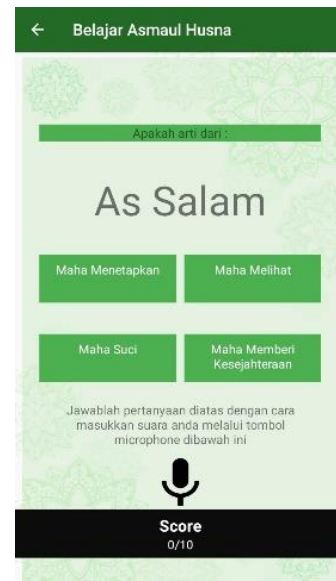 Belajar Asmaul Husna
Apakah arti dari :
As Salam
Maha Menetapkan
Maha Melihat
Maha Suci
Maha Memberi
Kesejahteraan
Jawablah pertanyaan diatas dengan cara
masukkan suara anda melalui tombol
microphone dibawah ini
Score
0/10